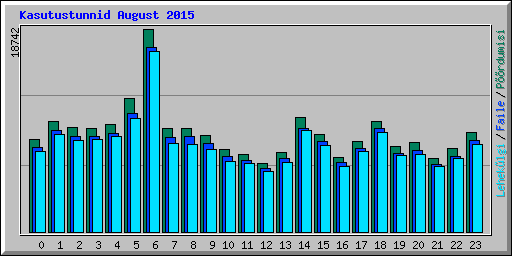 Kasutustunnid August 2015
18742
Lehekülgi / Faile / Pöördumisi
0 1 2 3 4 5 6 7 8 9 10 11 12 13 14 15 16 17 18 19 20 21 22 23